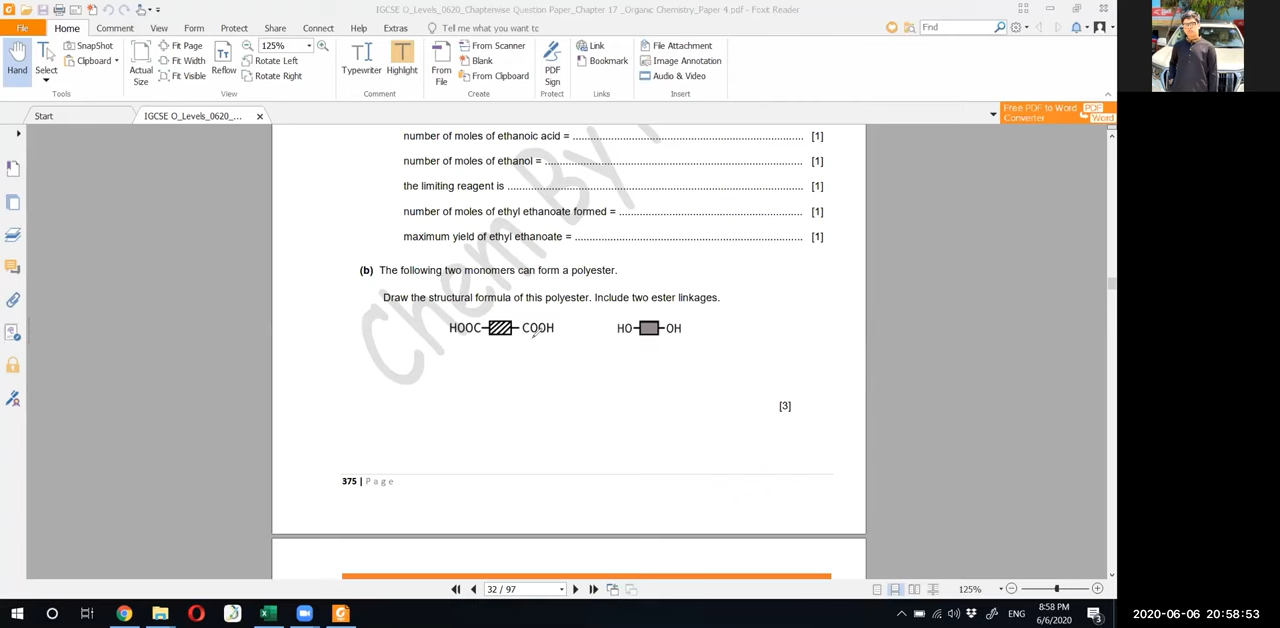 IGCSE O_Levels_0620_Chapterwise Question Paper_Chapter 17 _Organic Chemistry_Paper 4.pdf - Foxit Reader
File Home Comment View Form Protect Share Connect Help Extras Tell me what you want to do... Find
Hand
Select
SnapShot
Clipboard
Tools
Actual Size
Fit Page
Fit Width
Fit Visible
Reflow
125%
Rotate Left
Rotate Right
View
Typewriter
Highlight
Comment
From File
From Scanner
Blank
From Clipboard
Create
PDF Sign
Protect
Link
Bookmark
Links
File Attachment
Image Annotation
Audio & Video
Insert
Start IGCSE O_Levels_0620_...
Free PDF to Word Converter PDF Word
number of moles of ethanoic acid = ................ [1]
number of moles of ethanol = ................ [1]
the limiting reagent is ................ [1]
number of moles of ethyl ethanoate formed = ................ [1]
maximum yield of ethyl ethanoate = ................ [1]
(b) The following two monomers can form a polyester.
Draw the structural formula of this polyester. Include two ester linkages.
HOOC COOH HO OH
[3]
375 | Page
Chem By
32 / 97
125%
ENG
8:58 PM
6/6/2020
3
2020-06-06 20:58:53